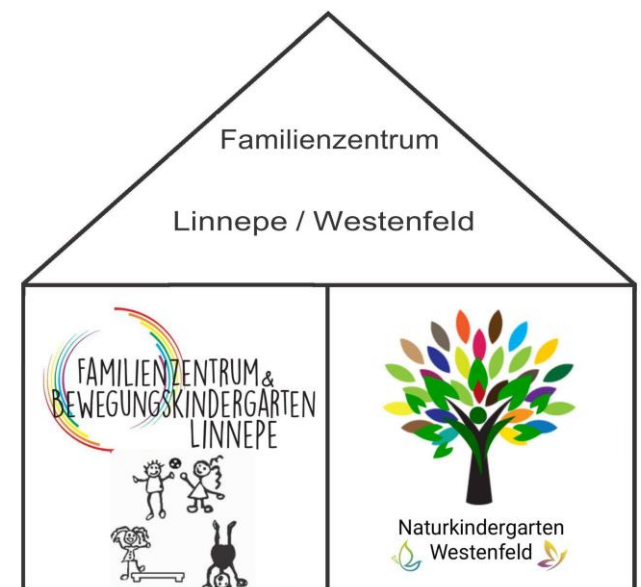 Familienzentrum
Linnepe / Westenfeld
FAMILIENZENTRUM &
BEWEGUNGSKINDERGARTEN
LINNEPE
Naturkindergarten
Westenfeld